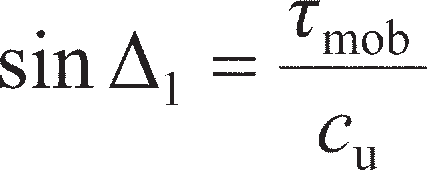 sin Δ₁ = τ_mob / c_u